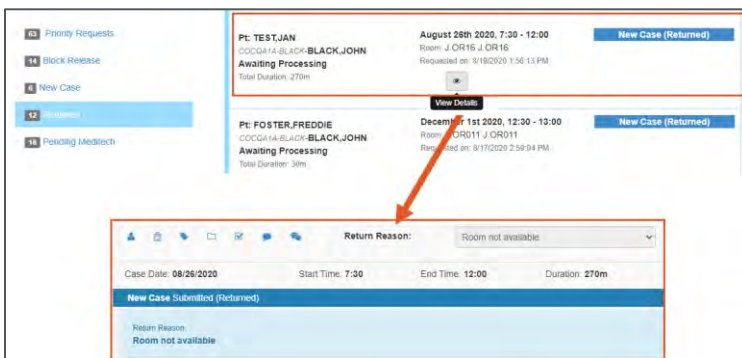 63 Priority Requests
14 Block Release
6 New Case
12 Returned
18 Pending Meditech
Pt: TEST,JAN
COCQA1A-BLACK-BLACK,JOHN
Awaiting Processing
Total Duration: 270m
August 26th 2020, 7:30 - 12:00
Room: J.OR16 J.OR16
Requested on: 8/18/2020 1:56:13 PM
View Details
New Case (Returned)
Pt: FOSTER,FREDDIE
COCQA1A-BLACK-BLACK,JOHN
Awaiting Processing
Total Duration: 30m
December 1st 2020, 12:30 - 13:00
Room: J.OR011 J.OR011
Requested on: 8/17/2020 2:59:04 PM
New Case (Returned)
Return Reason: Room not available
Case Date: 08/26/2020 Start Time: 7:30 End Time: 12:00 Duration: 270m
New Case Submitted (Returned)
Return Reason:
Room not available